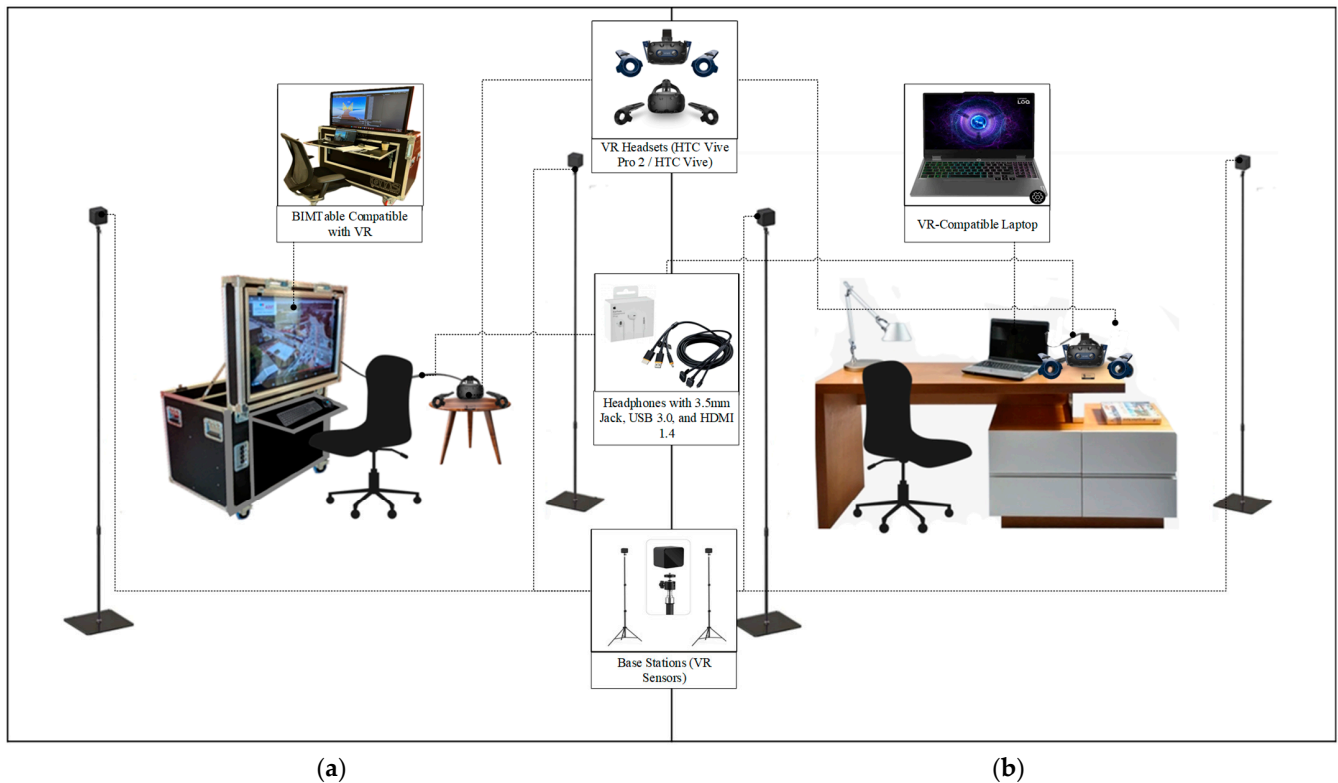 VR Headsets (HTC Vive
Pro 2 / HTC Vive)
BIMTable Compatible
with VR
LOQ
VR-Compatible Laptop
Headphones with 3.5mm
Jack, USB 3.0, and HDMI
1.4
Base Stations (VR
Sensors)
(a)
(b)